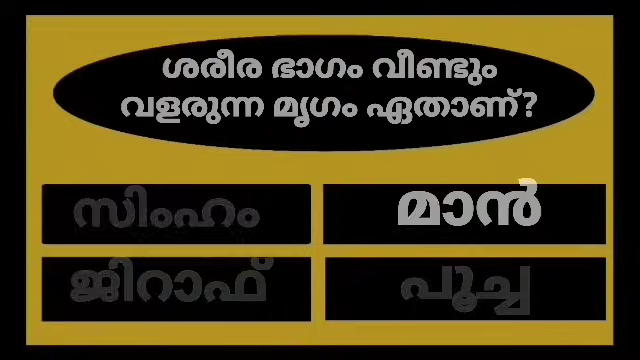 ശരീര ഭാഗം വീണ്ടും
വളരുന്ന മൃഗം ഏതാണ്?
സിംഹം
മാൻ
ജിറാഫ്
പൂച്ച